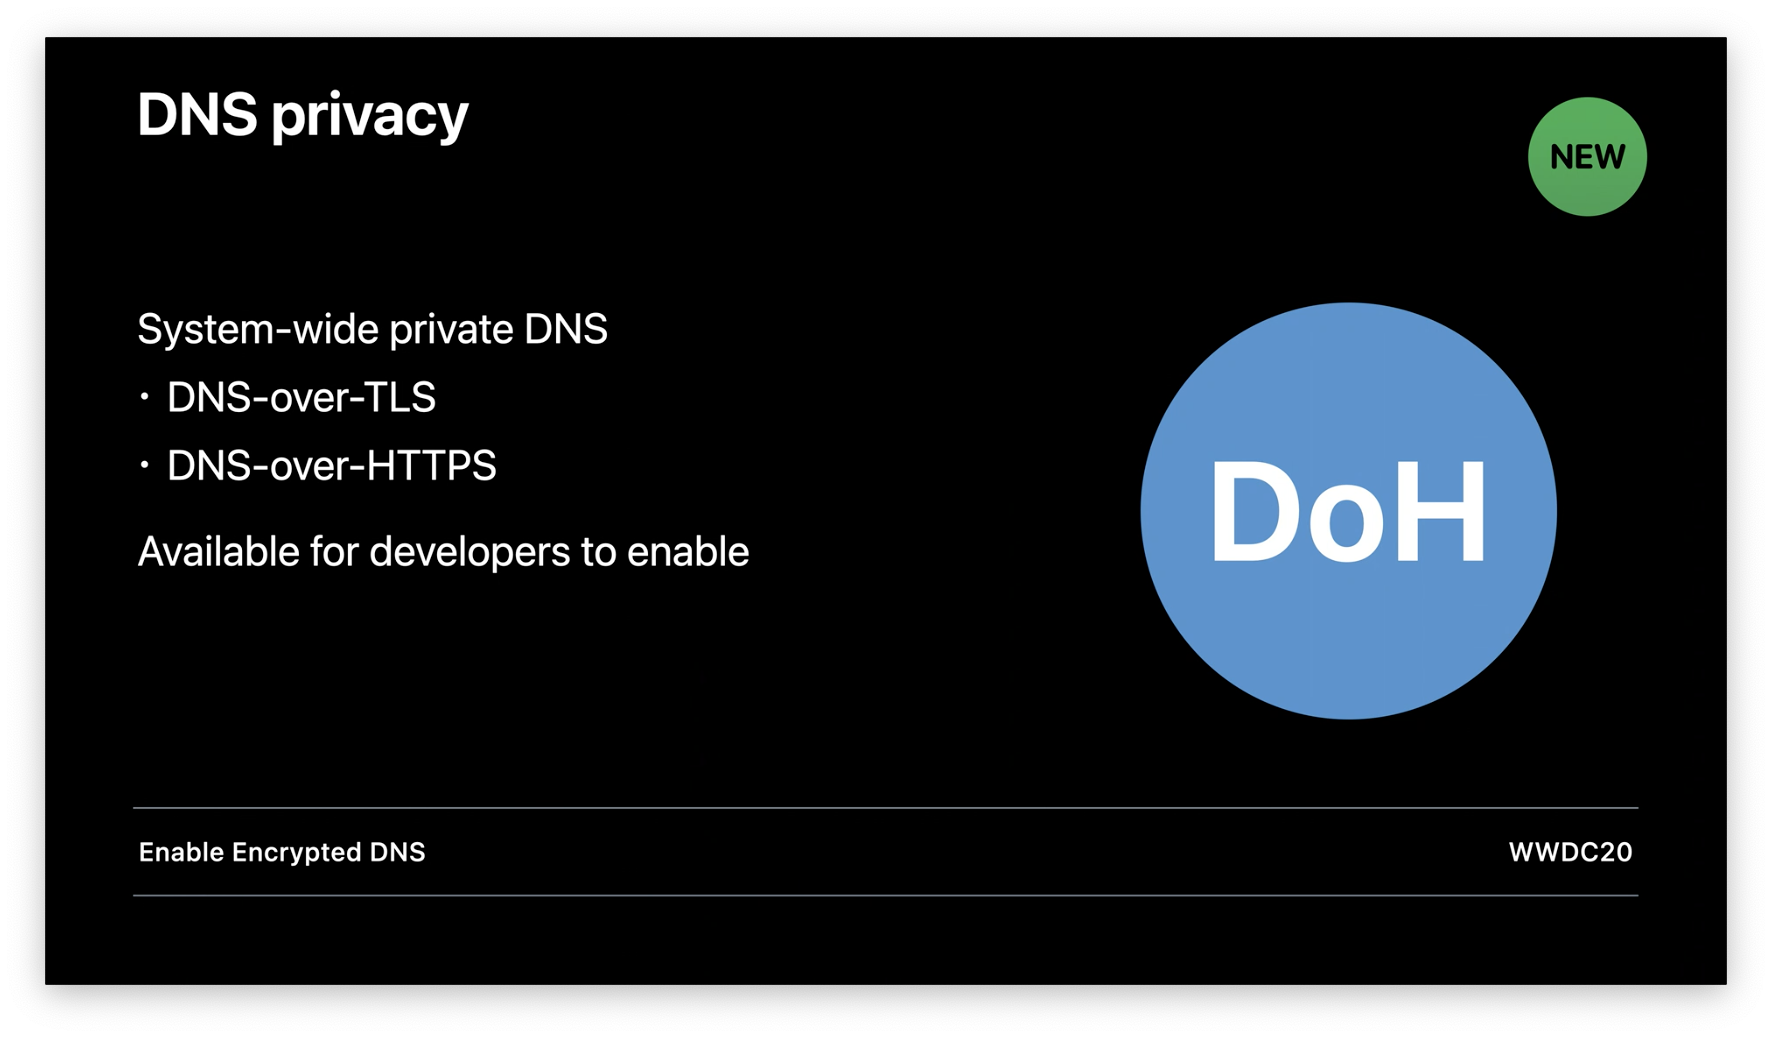 DNS privacy
NEW
System-wide private DNS
• DNS-over-TLS
• DNS-over-HTTPS
Available for developers to enable
DoH
Enable Encrypted DNS
WWDC20